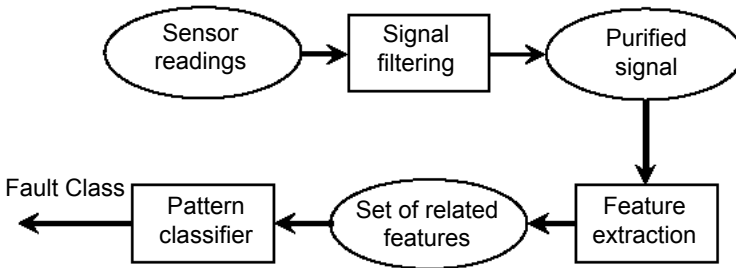 Sensor
readings
Signal
filtering
Purified
signal
Feature
extraction
Set of related
features
Pattern
classifier
Fault Class